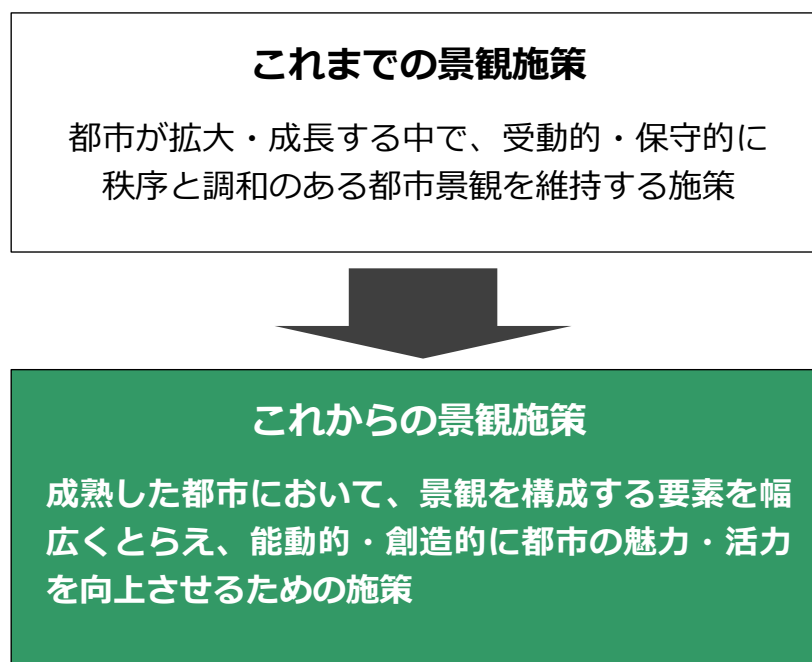 これまでの景観施策
都市が拡大・成長する中で、受動的・保守的に
秩序と調和のある都市景観を維持する施策
これからの景観施策
成熟した都市において、景観を構成する要素を幅
広くとらえ、能動的・創造的に都市の魅力・活力
を向上させるための施策